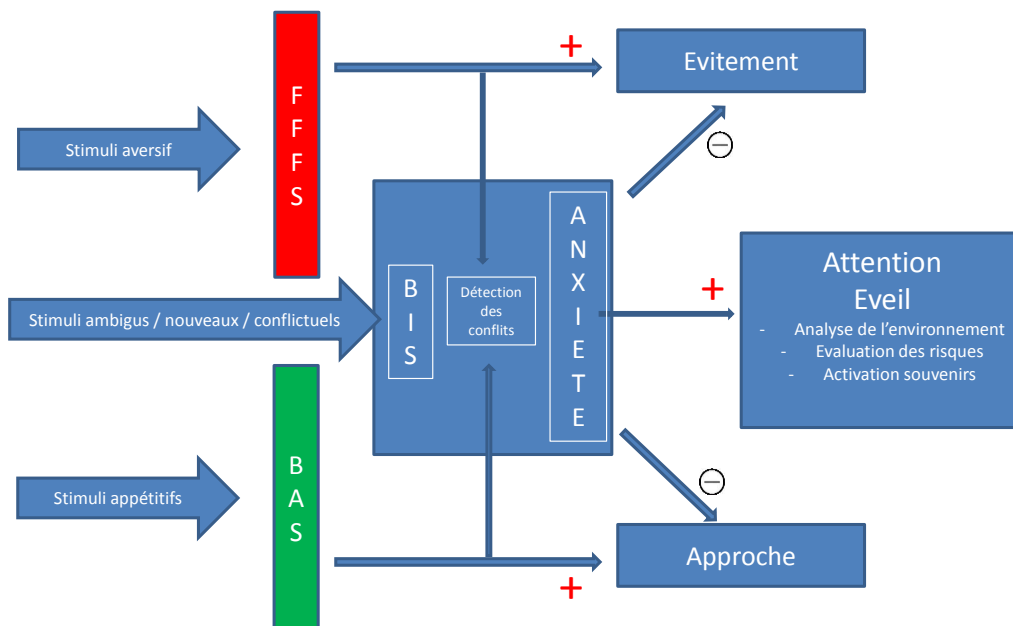 FFFS
+
Evitement
Stimuli aversif
−
BIS
Détection
des
conflits
ANXIETE
Stimuli ambigus / nouveaux / conflictuels
+
Attention
Eveil
- Analyse de l'environnement
- Evaluation des risques
- Activation souvenirs
BAS
Stimuli appétitifs
−
Approche
+